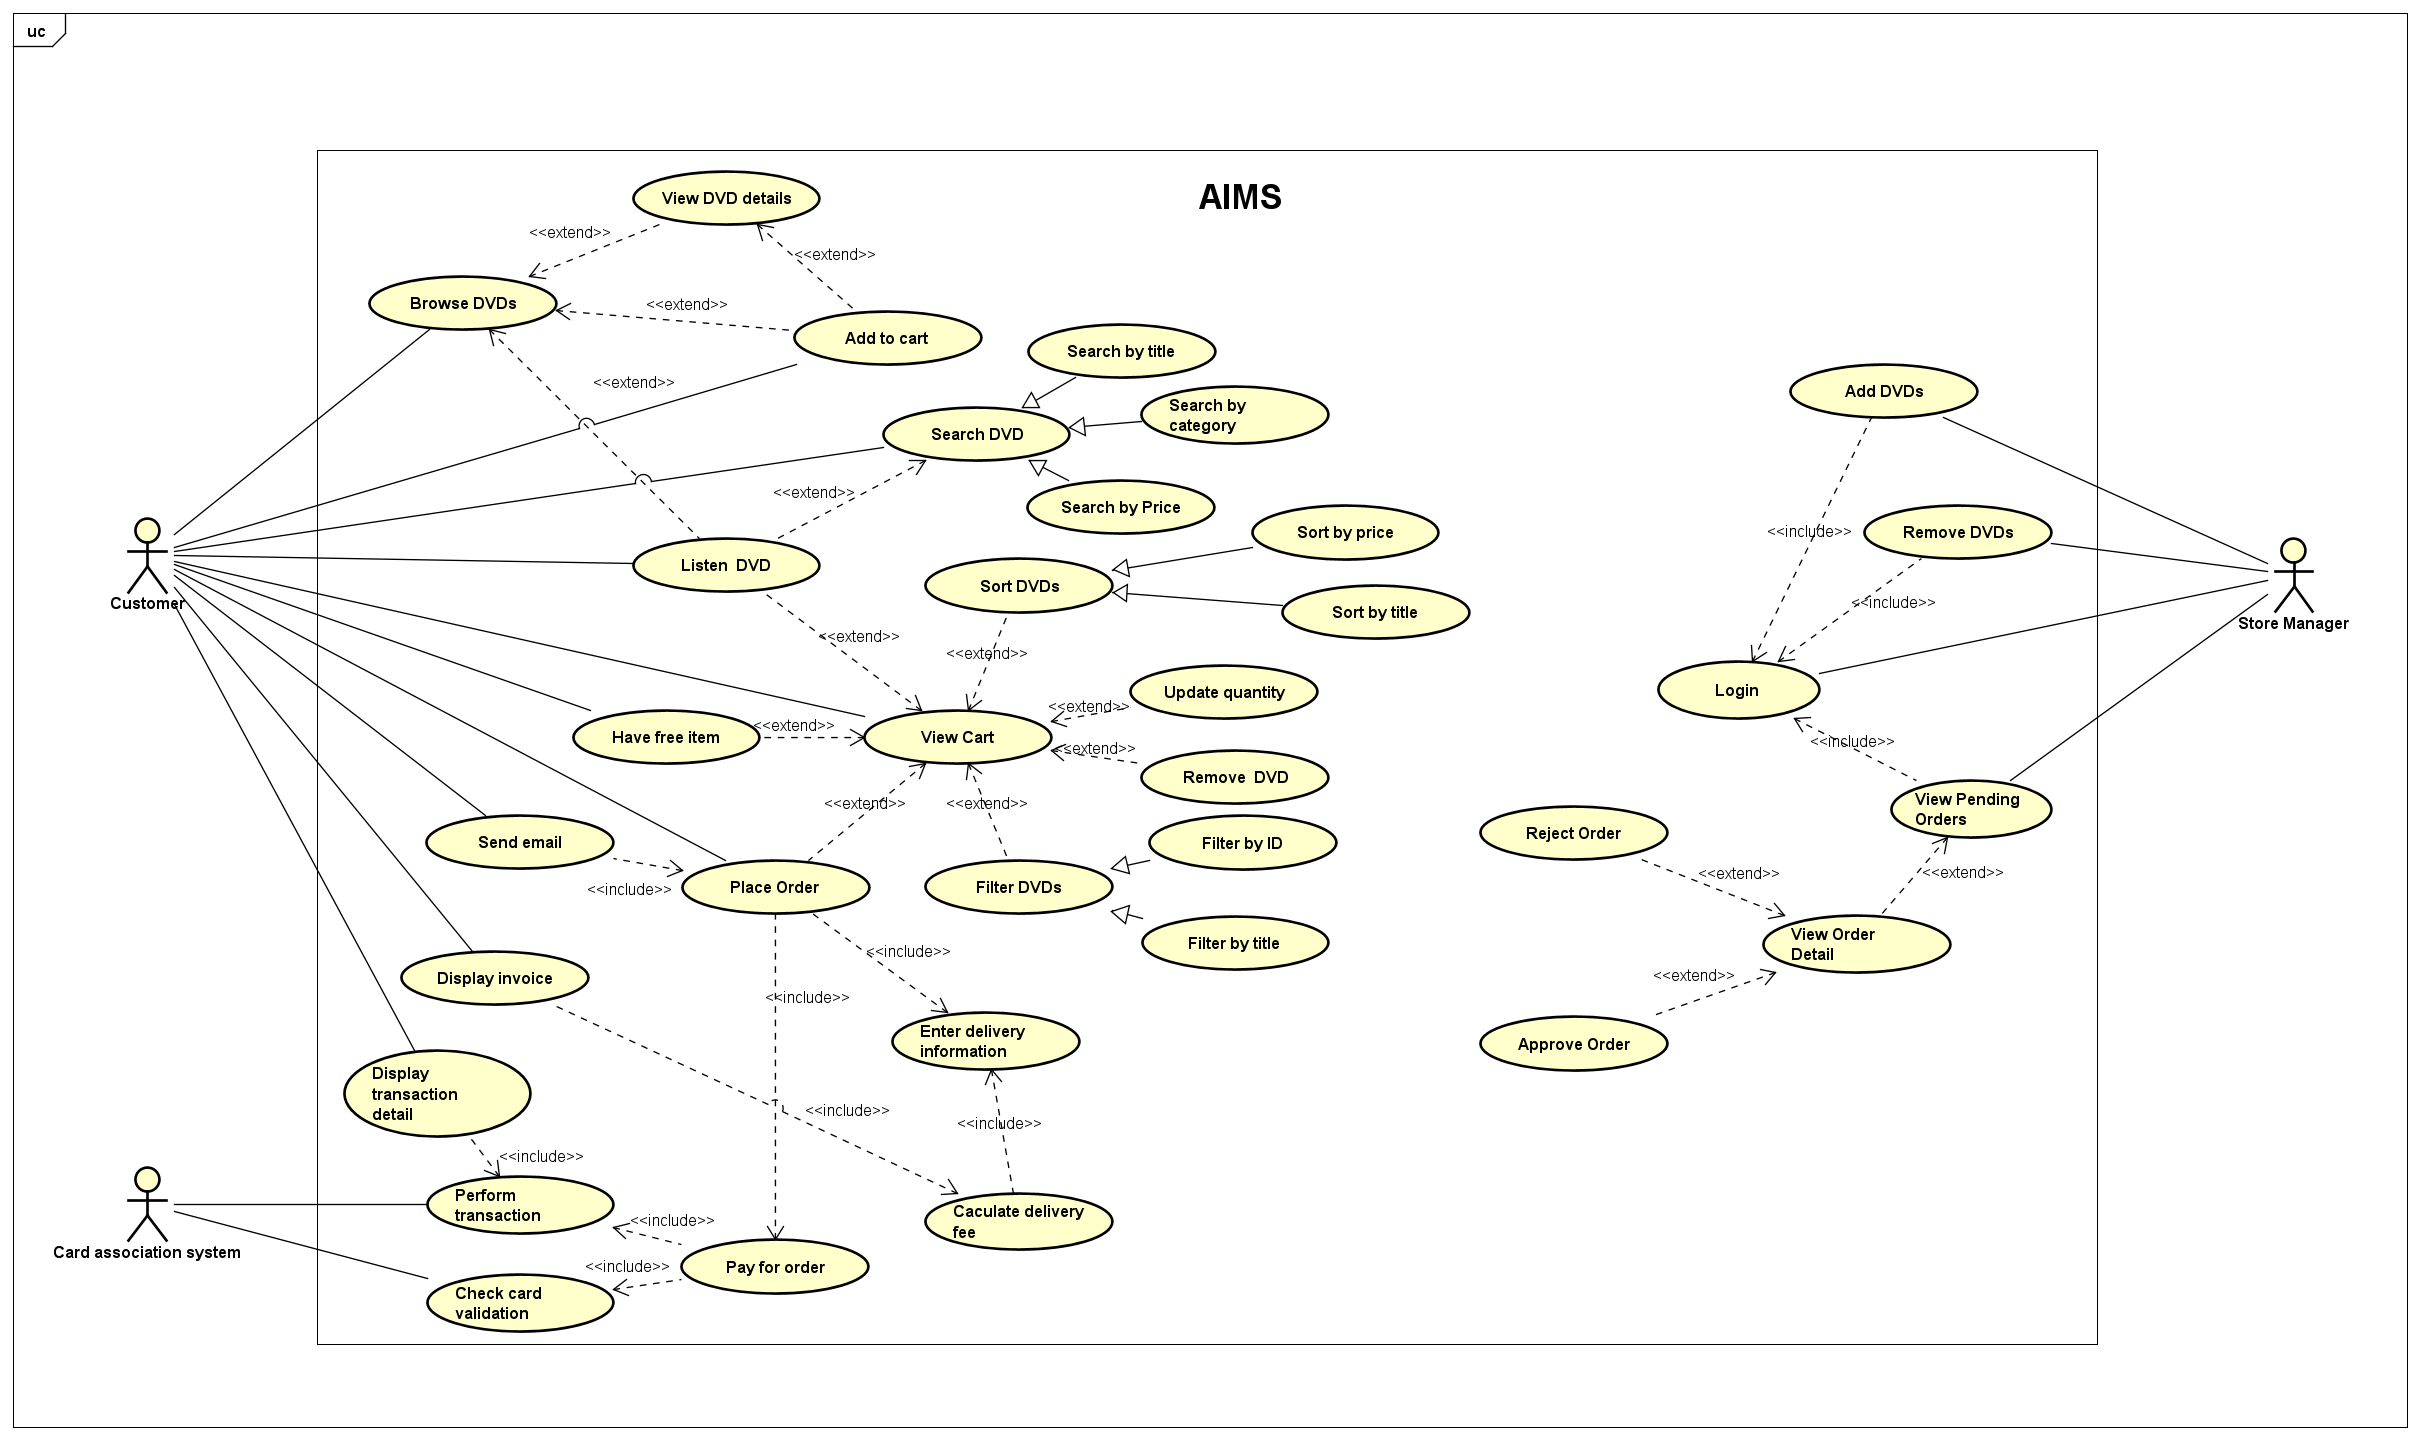 uc
AIMS
View DVD details
<<extend>>
<<extend>>
Browse DVDs
<<extend>>
Add to cart
Search by title
<<extend>>
Search by
category
Add DVDs
Search DVD
<<extend>>
Search by Price
Sort by price
<<include>>
Remove DVDs
Listen  DVD
Sort DVDs
Customer
Sort by title
<<include>>
Store Manager
<<extend>>
<<extend>>
Update quantity
Login
<<extend>>
Have free item
<<extend>>
View Cart
<<extend>>
<<include>>
Remove  DVD
View Pending
Orders
<<extend>>
<<extend>>
Reject Order
Send email
Filter by ID
<<include>>
Place Order
Filter DVDs
<<extend>>
<<extend>>
Filter by title
View Order
Detail
<<include>>
Display invoice
<<include>>
<<extend>>
Enter delivery
information
Approve Order
Display
transaction
detail
<<include>>
<<include>>
<<include>>
Perform
transaction
Caculate delivery
fee
<<include>>
Card association system
<<include>>
Pay for order
Check card
validation